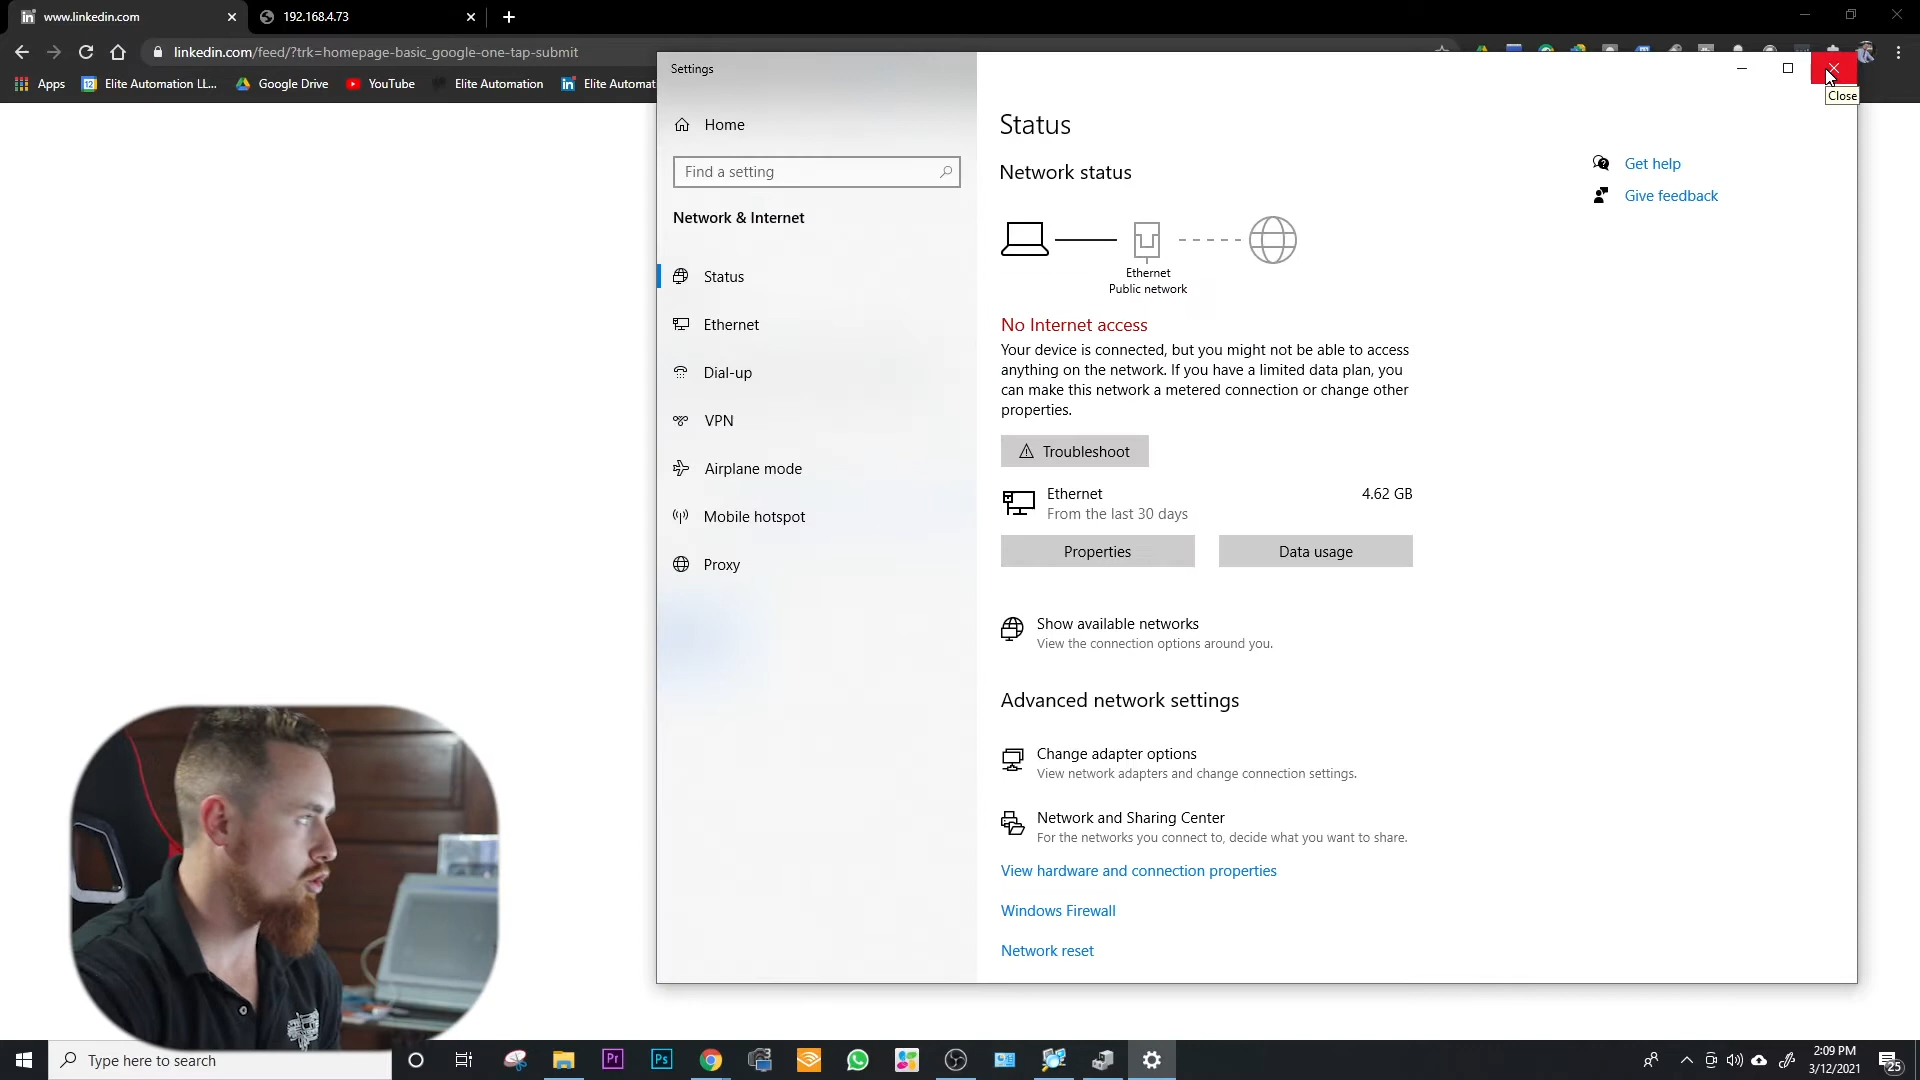 www.linkedin.com
192.168.4.73
linkedin.com/feed/?trk=homepage-basic_google-one-tap-submit
Apps
12
Elite Automation LL...
Google Drive
YouTube
Elite Automation
Elite Automat
Settings
Close
Home
Find a setting
Network & Internet
Status
Ethernet
Dial-up
VPN
Airplane mode
Mobile hotspot
Proxy
Status
Network status
Ethernet
Public network
No Internet access
Your device is connected, but you might not be able to access
anything on the network. If you have a limited data plan, you
can make this network a metered connection or change other
properties.
Troubleshoot
Ethernet
4.62 GB
From the last 30 days
Properties
Data usage
Show available networks
View the connection options around you.
Advanced network settings
Change adapter options
View network adapters and change connection settings.
Network and Sharing Center
For the networks you connect to, decide what you want to share.
View hardware and connection properties
Windows Firewall
Network reset
Get help
Give feedback
Type here to search
Pr
Ps
2:09 PM
3/12/2021
25